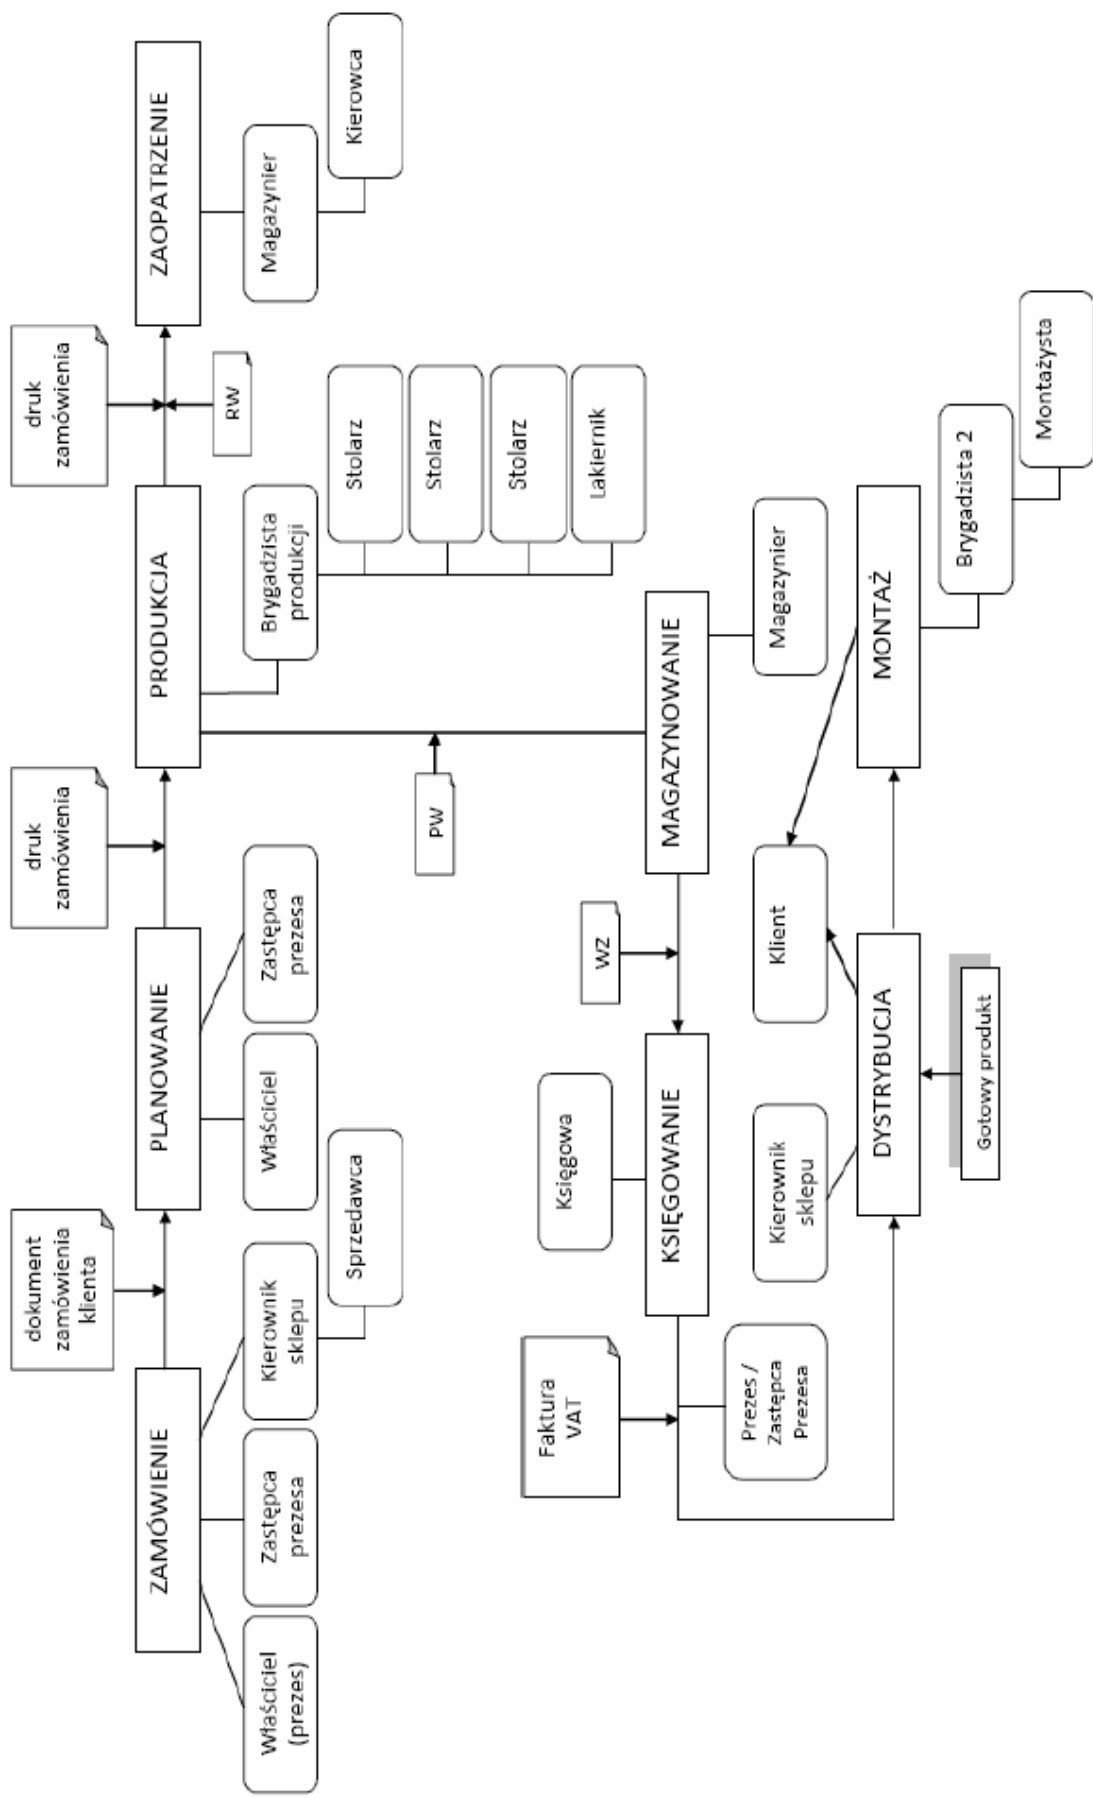 dokument
zamówienia
klienta
druk
zamówienia
druk
zamówienia
ZAMÓWIENIE
PLANOWANIE
PRODUKCJA
ZAOPATRZENIE
RW
Właściciel
(prezes)
Zastępca
prezesa
Kierownik
sklepu
Sprzedawca
Właściciel
Zastępca
prezesa
Brygadzista
produkcji
Stolarz
Stolarz
Stolarz
Lakiernik
Magazynier
Kierowca
PW
Faktura
VAT
Księgowa
WZ
KSIĘGOWANIE
MAGAZYNOWANIE
Prezes /
Zastępca
Prezesa
Kierownik
sklepu
Klient
Magazynier
DYSTRYBUCJA
MONTAŻ
Gotowy produkt
Brygadzista 2
Montażysta